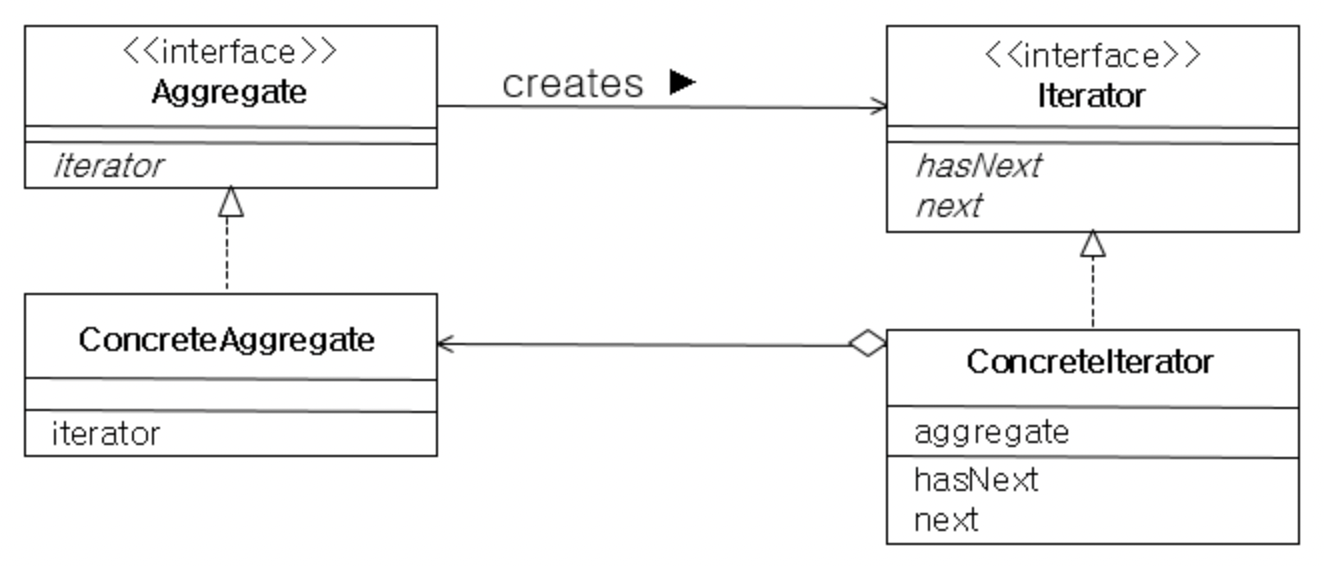 <<interface>>
Aggregate
iterator
creates ▶
<<interface>>
Iterator
hasNext
next
ConcreteAggregate
iterator
ConcreteIterator
aggregate
hasNext
next